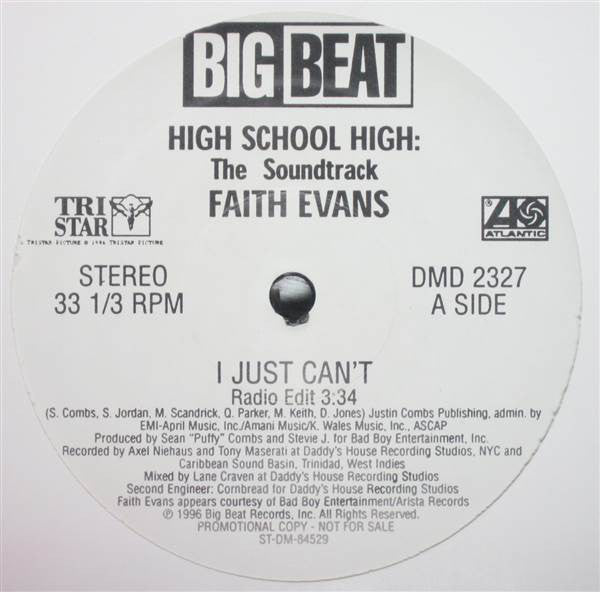 BIG BEAT
HIGH SCHOOL HIGH:
The Soundtrack
FAITH EVANS
TRI
STAR
A TRISTAR PICTURE © 1996 TRISTAR PICTURE
ATLANTIC
STEREO
33 1/3 RPM
DMD 2327
A SIDE
I JUST CAN'T
Radio Edit 3:34
(S. Combs, S. Jordan, M. Scandrick, Q. Parker, M. Keith, D. Jones) Justin Combs Publishing, admin. by
EMI-April Music, Inc./Amani Music/K. Wales Music, Inc., ASCAP
Produced by Sean "Puffy" Combs and Stevie J. for Bad Boy Entertainment, Inc.
Recorded by Axel Niehaus and Tony Maserati at Daddy's House Recording Studios, NYC and
Caribbean Sound Basin, Trinidad, West Indies
Mixed by Lane Craven at Daddy's House Recording Studios
Second Engineer: Cornbread for Daddy's House Recording Studios
Faith Evans appears courtesy of Bad Boy Entertainment/Arista Records
℗ 1996 Big Beat Records, Inc. All Rights Reserved.
PROMOTIONAL COPY - NOT FOR SALE
ST-DM-84529